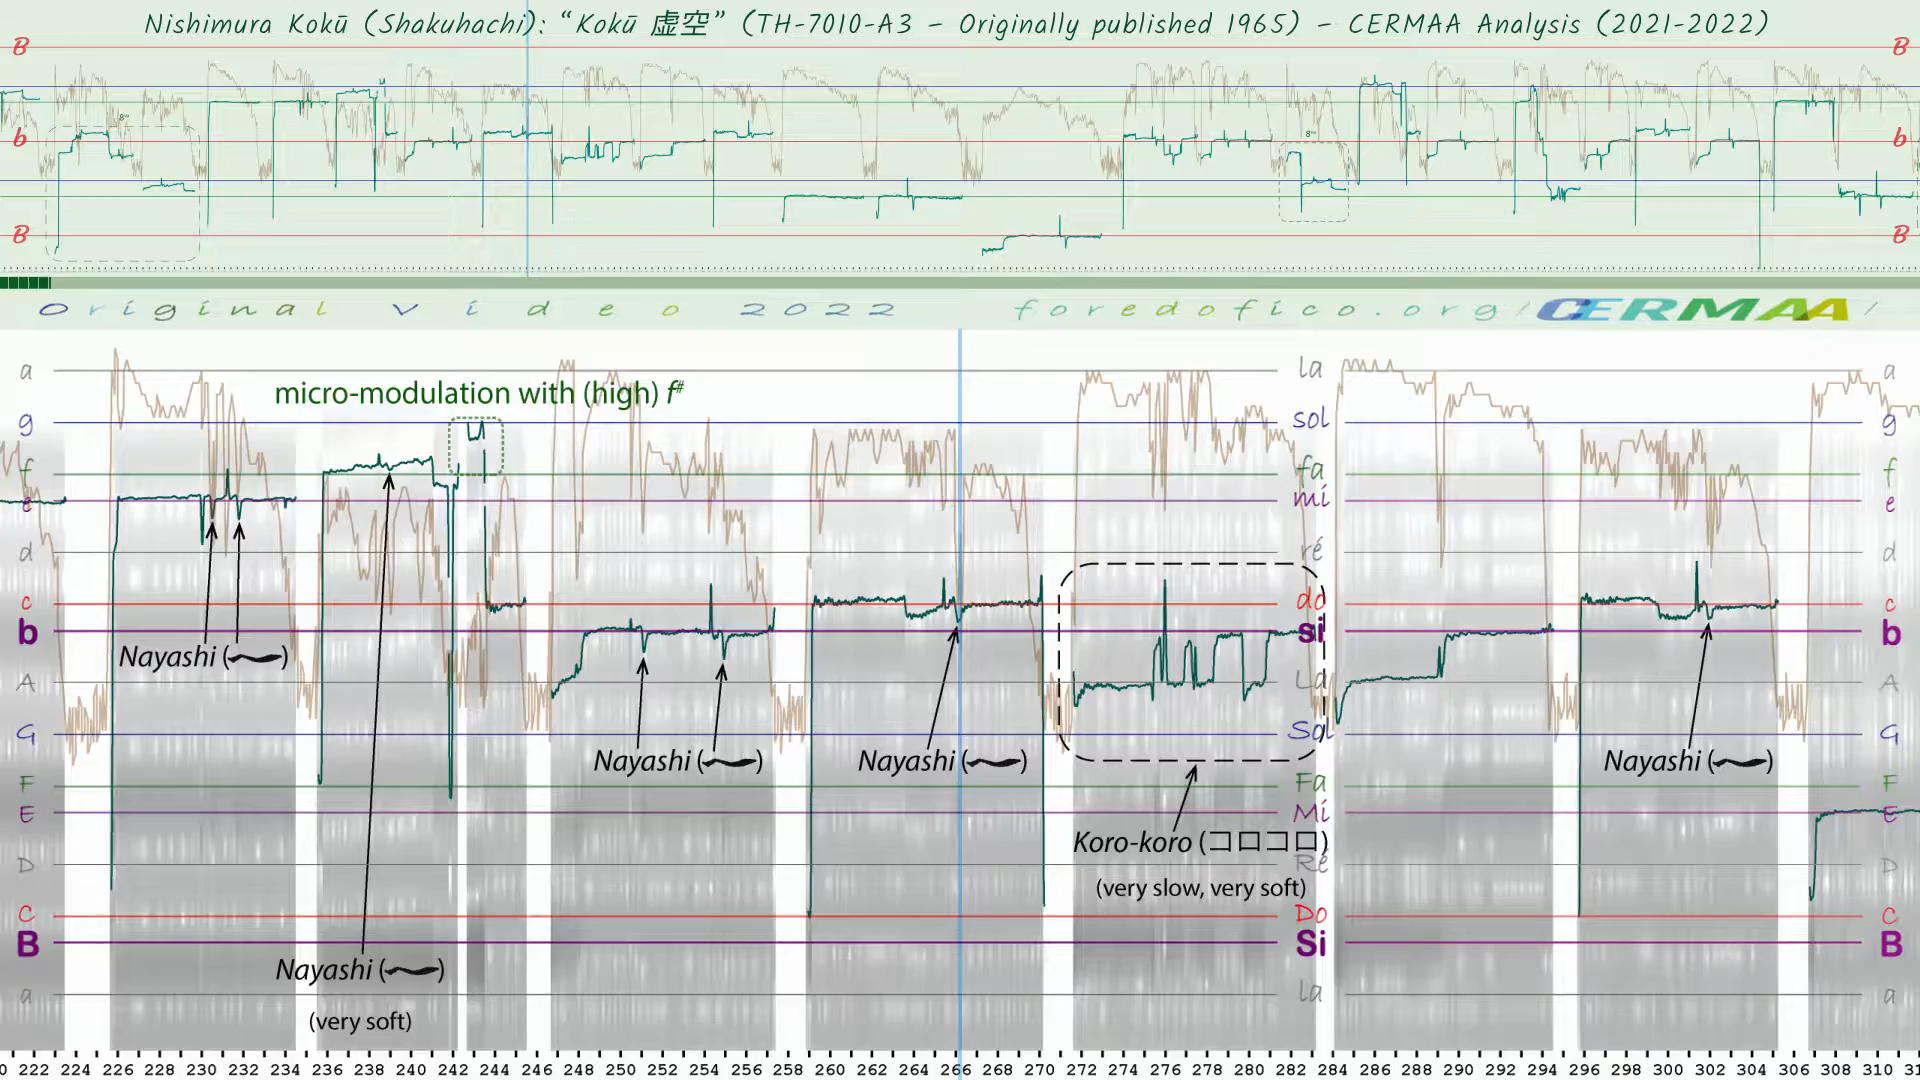 Nishimura Kokū (Shakuhachi): “Kokū 虚空” (TH-7010-A3 – Originally published 1965) – CERMAA Analysis (2021-2022)
B B
8va
b b
8va
B B
Original Video 2022 foredofico.org/CERMAA/
a la a
micro-modulation with (high) f#
g sol g
f fa f
e mi e
d ré d
c do c
b si b
Nayashi ( )
A La A
G Sol G
Nayashi ( ) Nayashi ( ) Nayashi ( )
F Fa F
E Mi E
Koro-koro (コロコロ)
D Ré D
(very slow, very soft)
C Do C
B Si B
Nayashi ( )
a la a
(very soft)
0 222 224 226 228 230 232 234 236 238 240 242 244 246 248 250 252 254 256 258 260 262 264 266 268 270 272 274 276 278 280 282 284 286 288 290 292 294 296 298 300 302 304 306 308 310 31